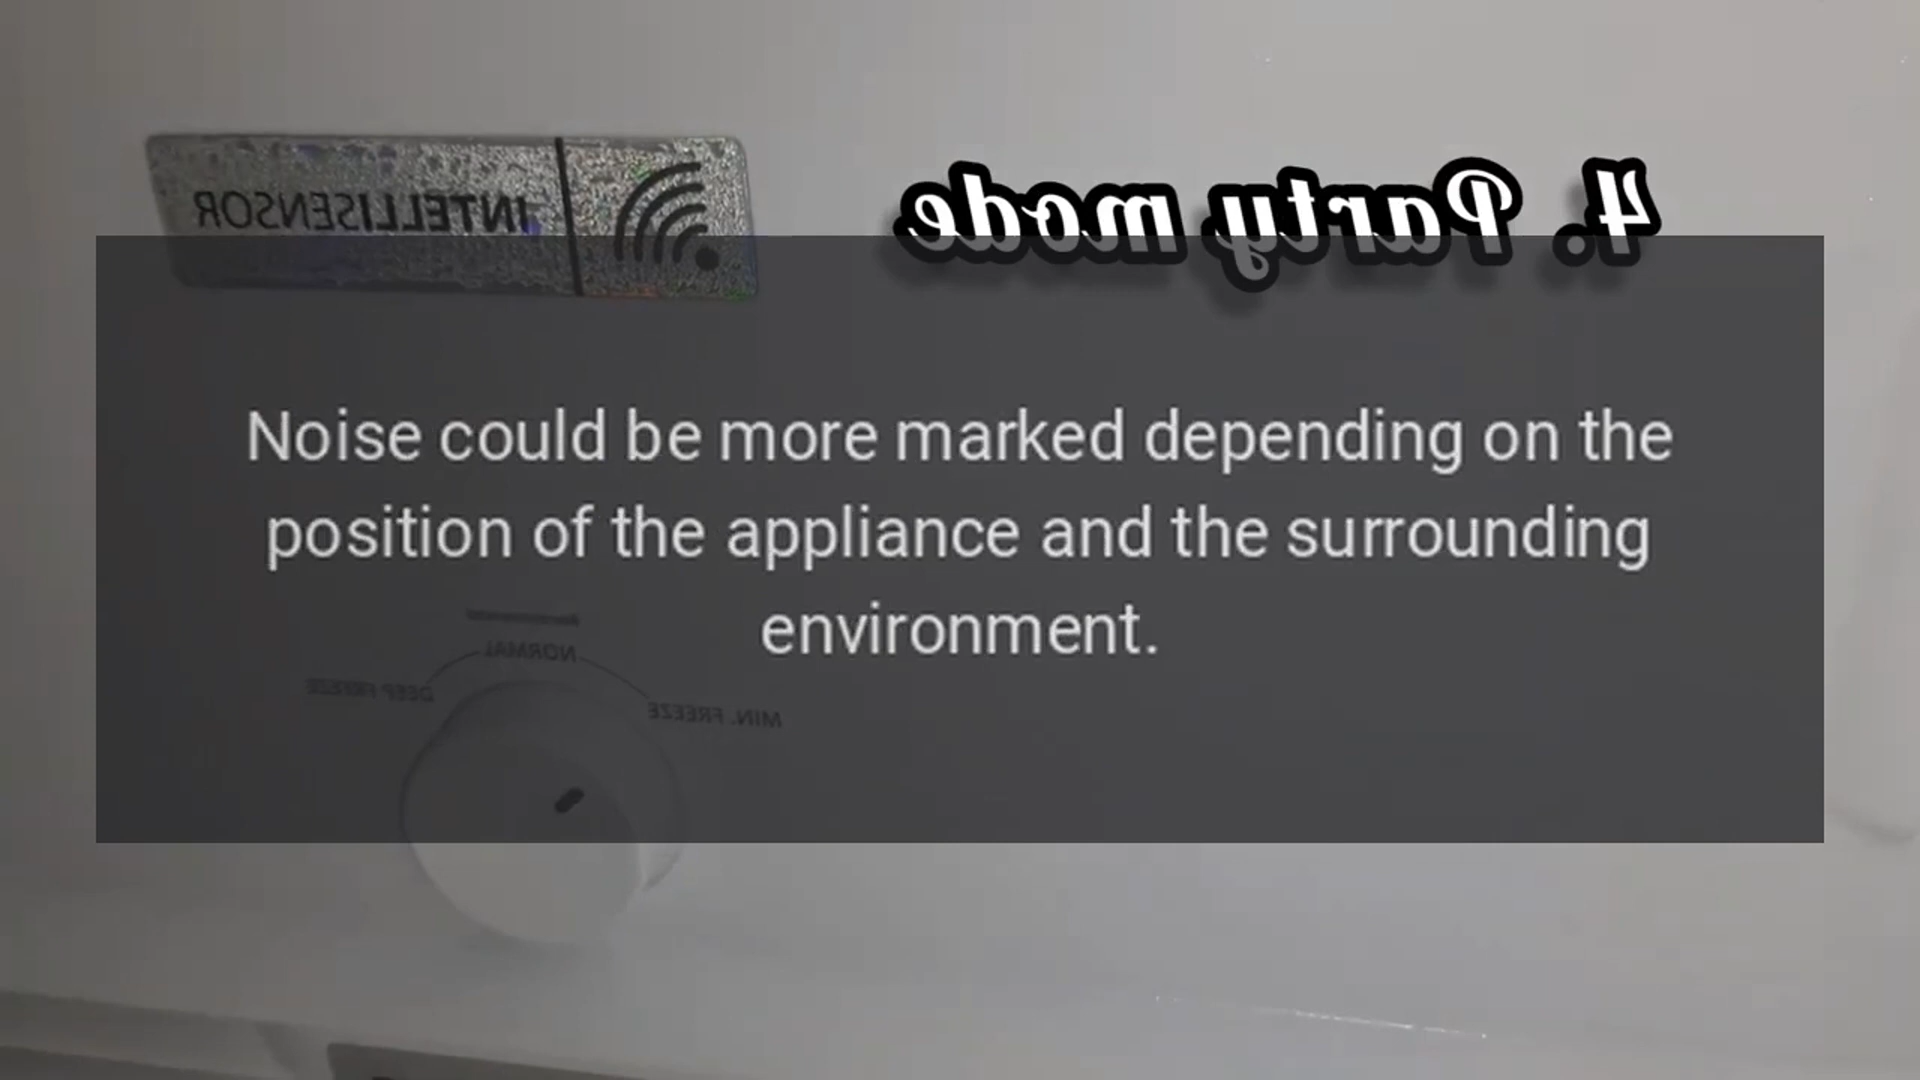 INTELLISENSOR
4. Party mode
Noise could be more marked depending on the
position of the appliance and the surrounding
environment.
NORMAL
DEEP FREEZE
MIN. FREEZE